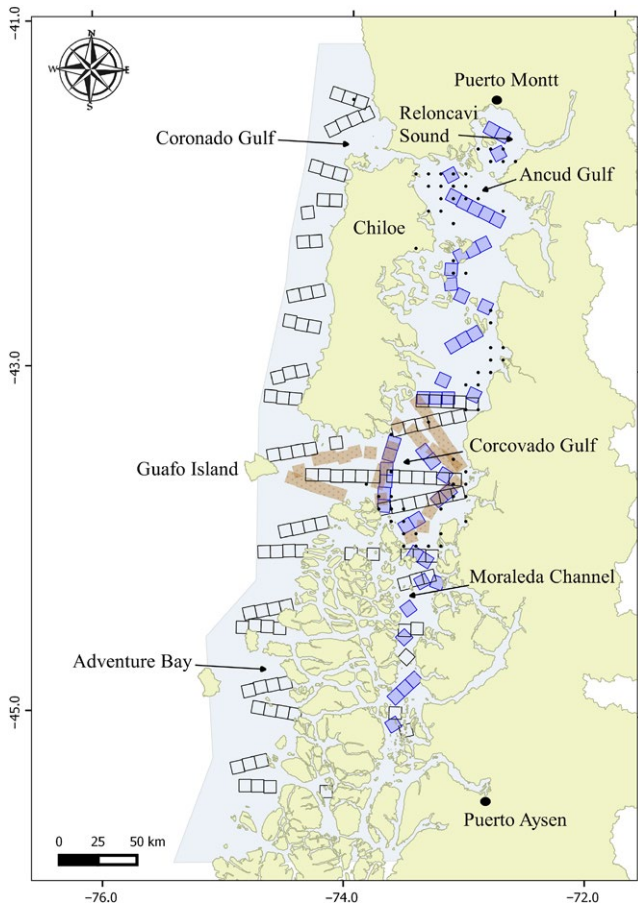 -41.0
N
W
E
S
Puerto Montt
Reloncavi
Sound
Coronado Gulf
Ancud Gulf
Chiloe
-43.0
Guafo Island
Corcovado Gulf
Moraleda Channel
Adventure Bay
-45.0
Puerto Aysen
0 25 50 km
-76.0 -74.0 -72.0